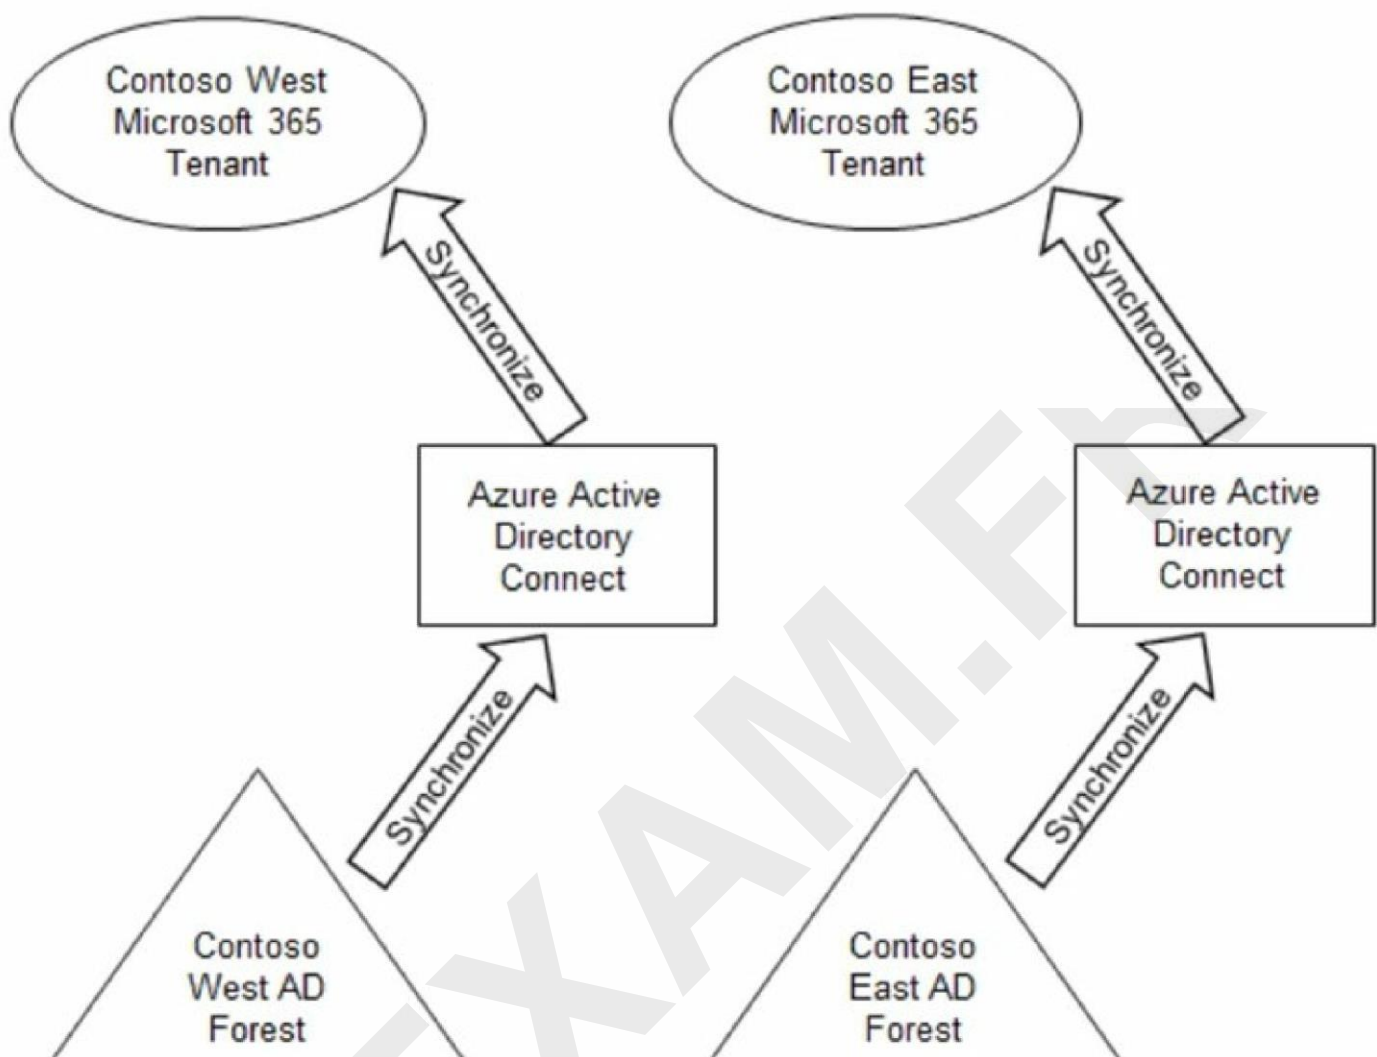 Contoso West
Microsoft 365
Tenant
Contoso East
Microsoft 365
Tenant
Synchronize
Synchronize
Azure Active
Directory
Connect
Azure Active
Directory
Connect
Synchronize
Synchronize
Contoso
West AD
Forest
Contoso
East AD
Forest